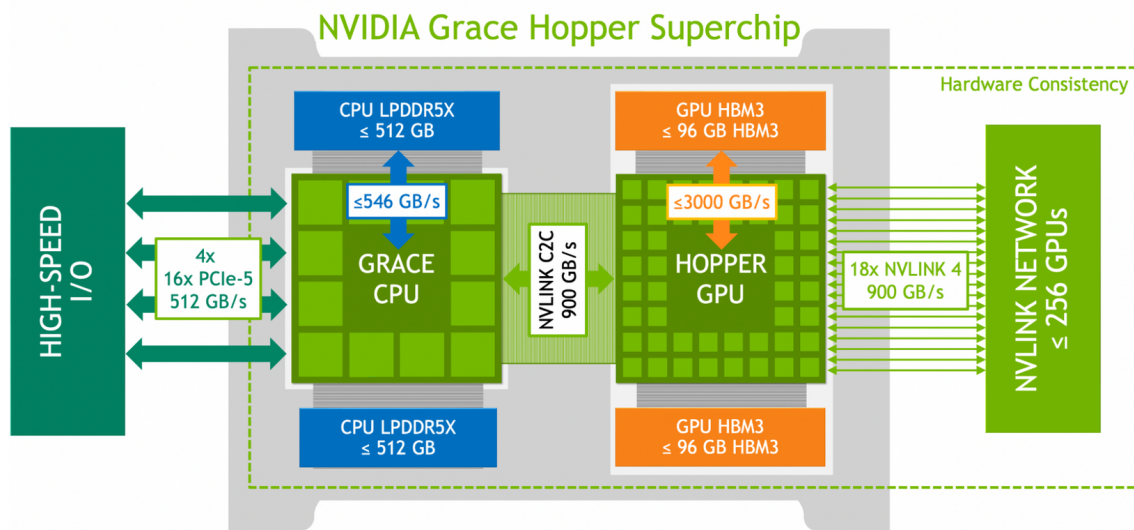 NVIDIA Grace Hopper Superchip
Hardware Consistency
CPU LPDDR5X
≤ 512 GB
GPU HBM3
≤ 96 GB HBM3
HIGH-SPEED
I/O
4x
16x PCIe-5
512 GB/s
≤546 GB/s
GRACE
CPU
NVLINK C2C
900 GB/s
≤3000 GB/s
HOPPER
GPU
18x NVLINK 4
900 GB/s
NVLINK NETWORK
≤ 256 GPUs
CPU LPDDR5X
≤ 512 GB
GPU HBM3
≤ 96 GB HBM3